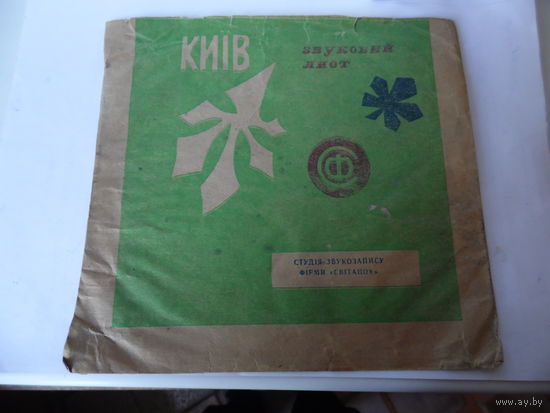 КИЇВ
ЗВУКОВИЙ
ЛИСТ
СФ
СТУДІЯ ЗВУКОЗАПИСУ
ФІРМИ «СВІТАНОК»
www.ay.by